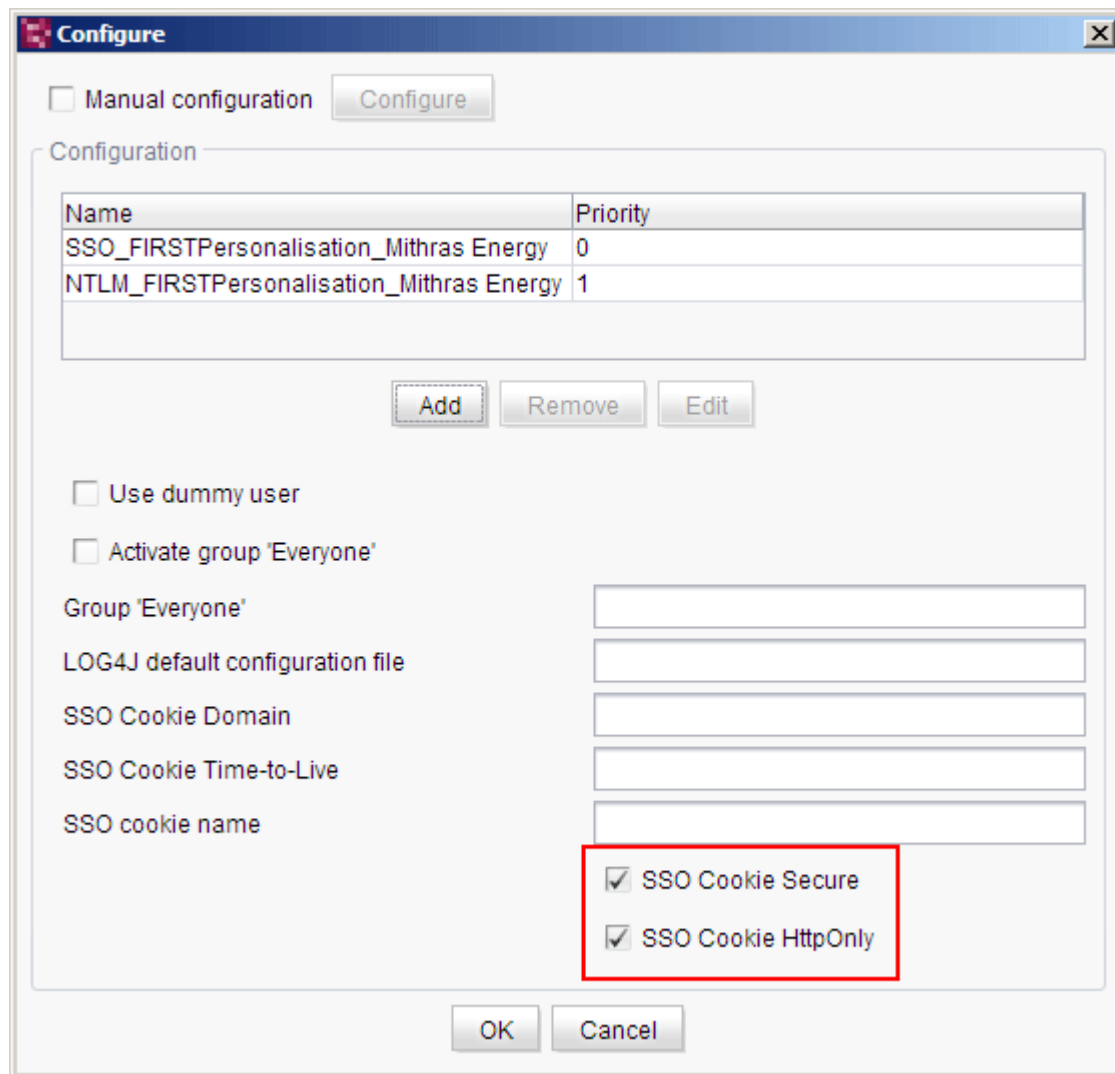 Configure
Manual configuration Configure
Configuration
Name Priority
SSO_FIRSTPersonalisation_Mithras Energy 0
NTLM_FIRSTPersonalisation_Mithras Energy 1
Add Remove Edit
Use dummy user
Activate group 'Everyone'
Group 'Everyone'
LOG4J default configuration file
SSO Cookie Domain
SSO Cookie Time-to-Live
SSO cookie name
SSO Cookie Secure
SSO Cookie HttpOnly
OK Cancel